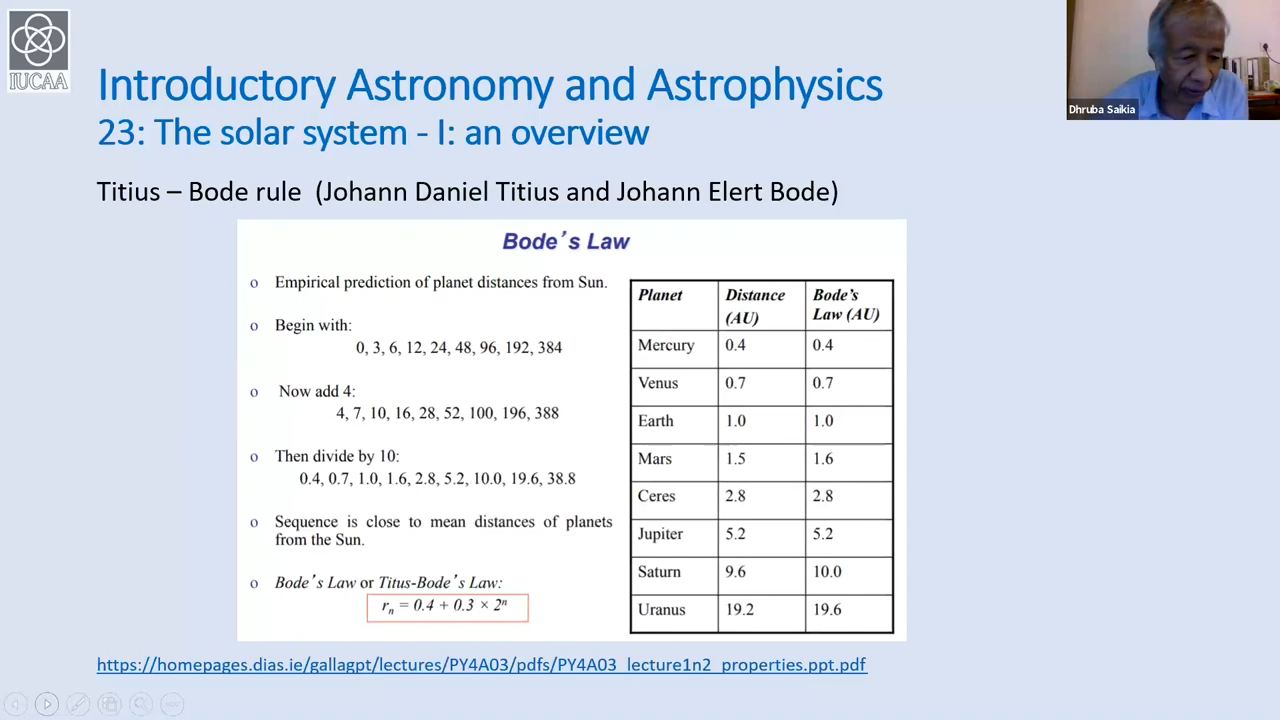 IUCAA
Introductory Astronomy and Astrophysics
23: The solar system - I: an overview
Dhruba Saikia
Titius – Bode rule (Johann Daniel Titius and Johann Elert Bode)
Bode’s Law
o Empirical prediction of planet distances from Sun.
o Begin with:
0, 3, 6, 12, 24, 48, 96, 192, 384
o Now add 4:
4, 7, 10, 16, 28, 52, 100, 196, 388
o Then divide by 10:
0.4, 0.7, 1.0, 1.6, 2.8, 5.2, 10.0, 19.6, 38.8
o Sequence is close to mean distances of planets
from the Sun.
o Bode’s Law or Titus-Bode’s Law:
rₙ = 0.4 + 0.3 × 2ⁿ
Planet Distance (AU) Bode’s Law (AU)
Mercury 0.4 0.4
Venus 0.7 0.7
Earth 1.0 1.0
Mars 1.5 1.6
Ceres 2.8 2.8
Jupiter 5.2 5.2
Saturn 9.6 10.0
Uranus 19.2 19.6
https://homepages.dias.ie/gallagpt/lectures/PY4A03/pdfs/PY4A03_lecture1n2_properties.ppt.pdf